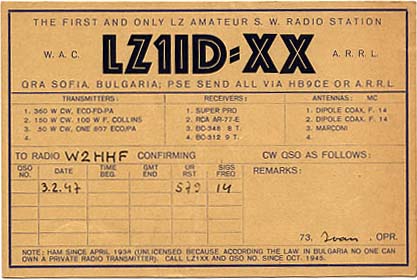 THE FIRST AND ONLY LZ AMATEUR S. W. RADIO STATION
W. A. C. LZ1ID-XX A. R. R. L.
QRA SOFIA, BULGARIA; PSE SEND ALL VIA HB9CE OR A.R.R.L.
TRANSMITTERS: RECEIVERS: ANTENNAS: MC
1. 360 W CW, ECO-FD-PA 1. SUPER PRO 1. DIPOLE COAX. F. 14
2. 150 W CW. 100 W F, COLLINS 2. RCA AR-77-E 2. DIPOLE COAX. F. 14
3. 50 W CW, ONE 807 ECO/PA 3. BC-348 8 T. 3. MARCONI
4. 4. BC-312 9 T. 4.
TO RADIO W2HHF CONFIRMING CW QSO AS FOLLOWS:
QSO NO. DATE TIME BEG. GMT END UR RST SIGS FREQ REMARKS:
3.2.47 579 14
73, Ivan, OPR.
NOTE: HAM SINCE APRIL 1934 (UNLICENSED BECAUSE ACCORDING THE LAW IN BULGARIA NO ONE CAN
OWN A PRIVATE RADIO TRANSMITTER). CALL LZ1XX AND QSO NO. SINCE OCT. 1945.